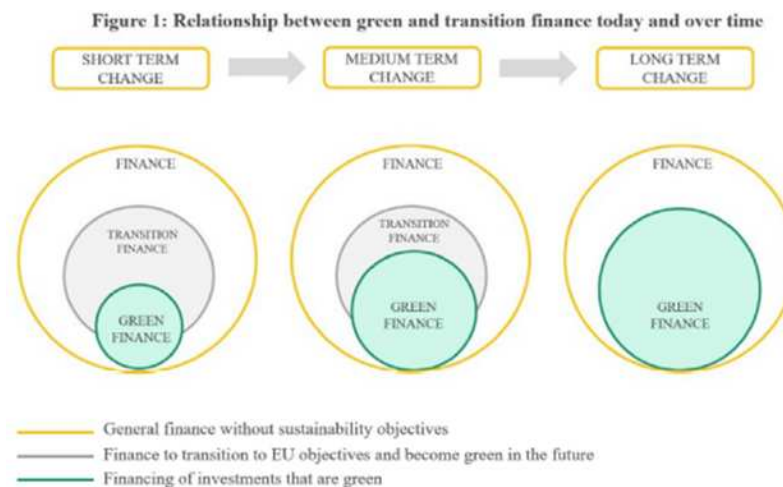 Figure 1: Relationship between green and transition finance today and over time
SHORT TERM
CHANGE
MEDIUM TERM
CHANGE
LONG TERM
CHANGE
FINANCE
TRANSITION
FINANCE
GREEN
FINANCE
FINANCE
TRANSITION
FINANCE
GREEN
FINANCE
FINANCE
GREEN
FINANCE
General finance without sustainability objectives
Finance to transition to EU objectives and become green in the future
Financing of investments that are green